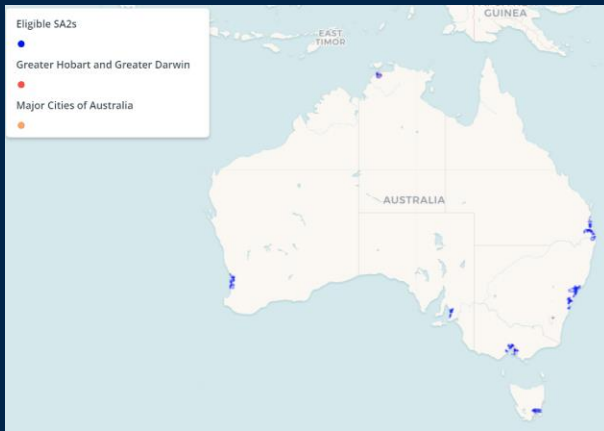 Eligible SA2s
Greater Hobart and Greater Darwin
Major Cities of Australia
GUINEA
EAST
TIMOR
AUSTRALIA